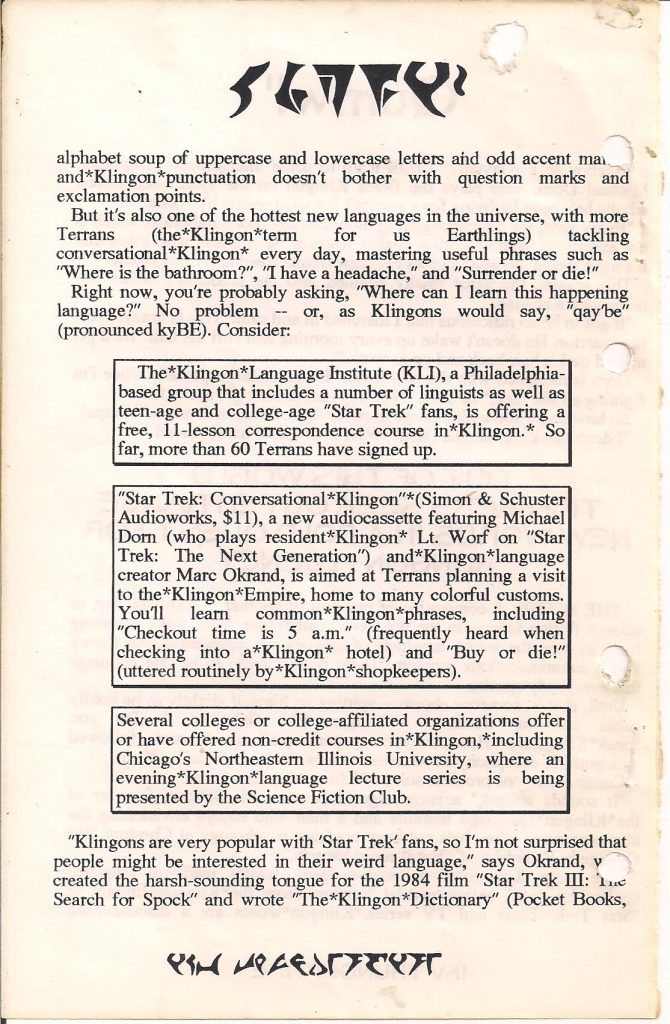 alphabet soup of uppercase and lowercase letters and odd accent
and*Klingon*punctuation doesn't bother with question marks and
exclamation points.
But it's also one of the hottest new languages in the universe, with more
Terrans (the*Klingon*term for us Earthlings) tackling
conversational*Klingon* every day, mastering useful phrases such as
"Where is the bathroom?", "I have a headache," and "Surrender or die!"
Right now, you're probably asking, "Where can I learn this happening
language?" No problem -- or, as Klingons would say, "qay'be"
(pronounced kyBE). Consider:
The*Klingon*Language Institute (KLI), a Philadelphia-
based group that includes a number of linguists as well as
teen-age and college-age "Star Trek" fans, is offering a
free, 11-lesson correspondence course in*Klingon.* So
far, more than 60 Terrans have signed up.
"Star Trek: Conversational*Klingon"*(Simon & Schuster
Audioworks, $11), a new audiocassette featuring Michael
Dorn (who plays resident*Klingon* Lt. Worf on "Star
Trek: The Next Generation") and*Klingon*language
creator Marc Okrand, is aimed at Terrans planning a visit
to the*Klingon*Empire, home to many colorful customs.
You'll learn common*Klingon*phrases, including
"Checkout time is 5 a.m." (frequently heard when
checking into a*Klingon* hotel) and "Buy or die!"
(uttered routinely by*Klingon*shopkeepers).
Several colleges or college-affiliated organizations offer
or have offered non-credit courses in*Klingon,*including
Chicago's Northeastern Illinois University, where an
evening*Klingon*language lecture series is being
presented by the Science Fiction Club.
"Klingons are very popular with 'Star Trek' fans, so I'm not surprised that
people might be interested in their weird language," says Okrand,
created the harsh-sounding tongue for the 1984 film "Star Trek III: The
Search for Spock" and wrote "The*Klingon*Dictionary" (Pocket Books,